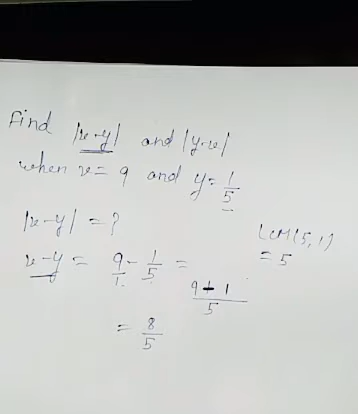 Find |x-y| and |y-x|
when x = 9 and y = 1/5
|x-y| = ?
x-y = 9/1 - 1/5 = 9-1/5
LCM(5,1)
= 5
= 8/5